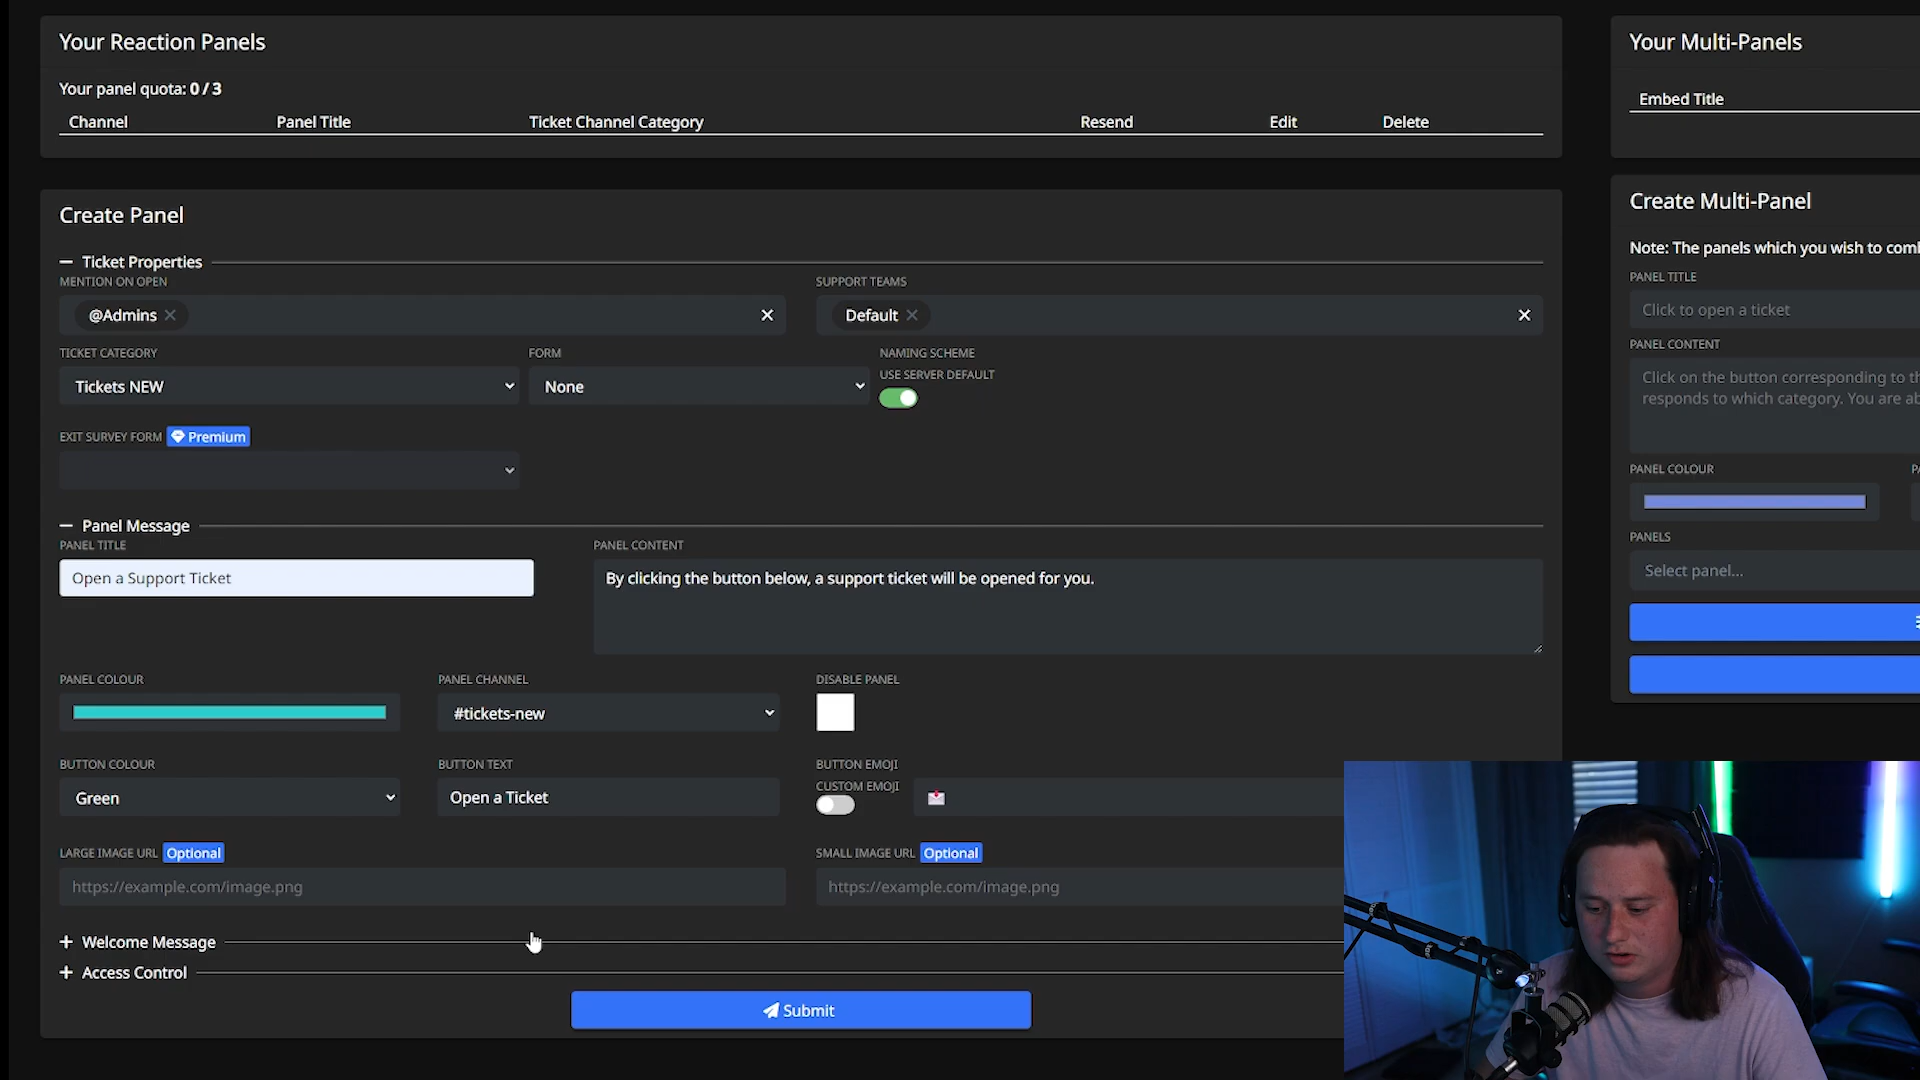 Your Reaction Panels
Your panel quota: 0 / 3
Channel Panel Title Ticket Channel Category Resend Edit Delete
Create Panel
Ticket Properties
MENTION ON OPEN
@Admins
SUPPORT TEAMS
Default
TICKET CATEGORY
Tickets NEW
FORM
None
NAMING SCHEME
USE SERVER DEFAULT
EXIT SURVEY FORM Premium
Panel Message
PANEL TITLE
Open a Support Ticket
PANEL CONTENT
By clicking the button below, a support ticket will be opened for you.
PANEL COLOUR
PANEL CHANNEL
#tickets-new
DISABLE PANEL
BUTTON COLOUR
Green
BUTTON TEXT
Open a Ticket
BUTTON EMOJI
CUSTOM EMOJI
LARGE IMAGE URL Optional
https://example.com/image.png
SMALL IMAGE URL Optional
https://example.com/image.png
Welcome Message
Access Control
Submit
Your Multi-Panels
Embed Title
Create Multi-Panel
Note: The panels which you wish to
PANEL TITLE
Click to open a ticket
PANEL CONTENT
Click on the button corresponding to
responds to which category. You are
PANEL COLOUR
PANELS
Select panel...